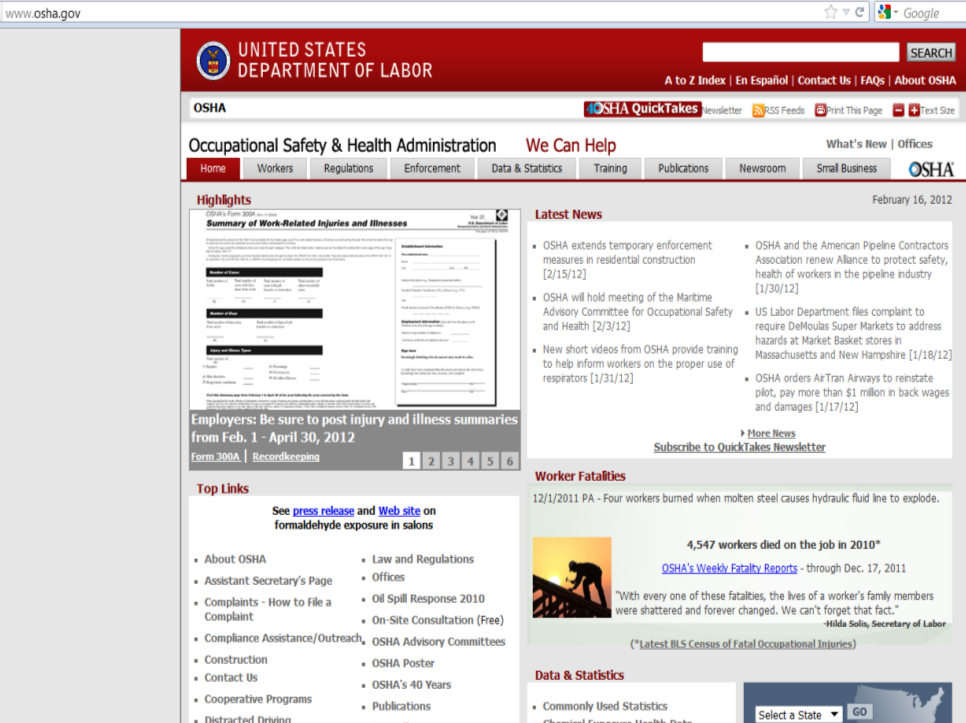 www.osha.gov
Google
UNITED STATES
DEPARTMENT OF LABOR
SEARCH
A to Z Index | En Español | Contact Us | FAQs | About OSHA
OSHA
OSHA QuickTakes Newsletter RSS Feeds Print This Page Text Size
Occupational Safety & Health Administration We Can Help
What's New | Offices
Home Workers Regulations Enforcement Data & Statistics Training Publications Newsroom Small Business OSHA
February 16, 2012
Highlights
OSHA's Form 300A
Summary of Work-Related Injuries and Illnesses
Number of Cases
Number of Days
Injury and Illness Types
Employers: Be sure to post injury and illness summaries
from Feb. 1 - April 30, 2012
Form 300A | Recordkeeping
1 2 3 4 5 6
Latest News
OSHA extends temporary enforcement
measures in residential construction
[2/15/12]
OSHA will hold meeting of the Maritime
Advisory Committee for Occupational Safety
and Health [2/3/12]
New short videos from OSHA provide training
to help inform workers on the proper use of
respirators [1/31/12]
OSHA and the American Pipeline Contractors
Association renew Alliance to protect safety,
health of workers in the pipeline industry
[1/30/12]
US Labor Department files complaint to
require DeMoulas Super Markets to address
hazards at Market Basket stores in
Massachusetts and New Hampshire [1/18/12]
OSHA orders AirTran Airways to reinstate
pilot, pay more than $1 million in back wages
and damages [1/17/12]
More News
Subscribe to QuickTakes Newsletter
Top Links
See press release and Web site on
formaldehyde exposure in salons
About OSHA
Assistant Secretary's Page
Complaints - How to File a
Complaint
Compliance Assistance/Outreach
Construction
Contact Us
Cooperative Programs
Distracted Driving
Law and Regulations
Offices
Oil Spill Response 2010
On-Site Consultation (Free)
OSHA Advisory Committees
OSHA Poster
OSHA's 40 Years
Publications
Worker Fatalities
12/1/2011 PA - Four workers burned when molten steel causes hydraulic fluid line to explode.
4,547 workers died on the job in 2010*
OSHA's Weekly Fatality Reports - through Dec. 17, 2011
"With every one of these fatalities, the lives of a worker's family members
were shattered and forever changed. We can't forget that fact."
-Hilda Solis, Secretary of Labor
(*Latest BLS Census of Fatal Occupational Injuries)
Data & Statistics
Commonly Used Statistics
Chemical Exposure Health Data
Select a State GO